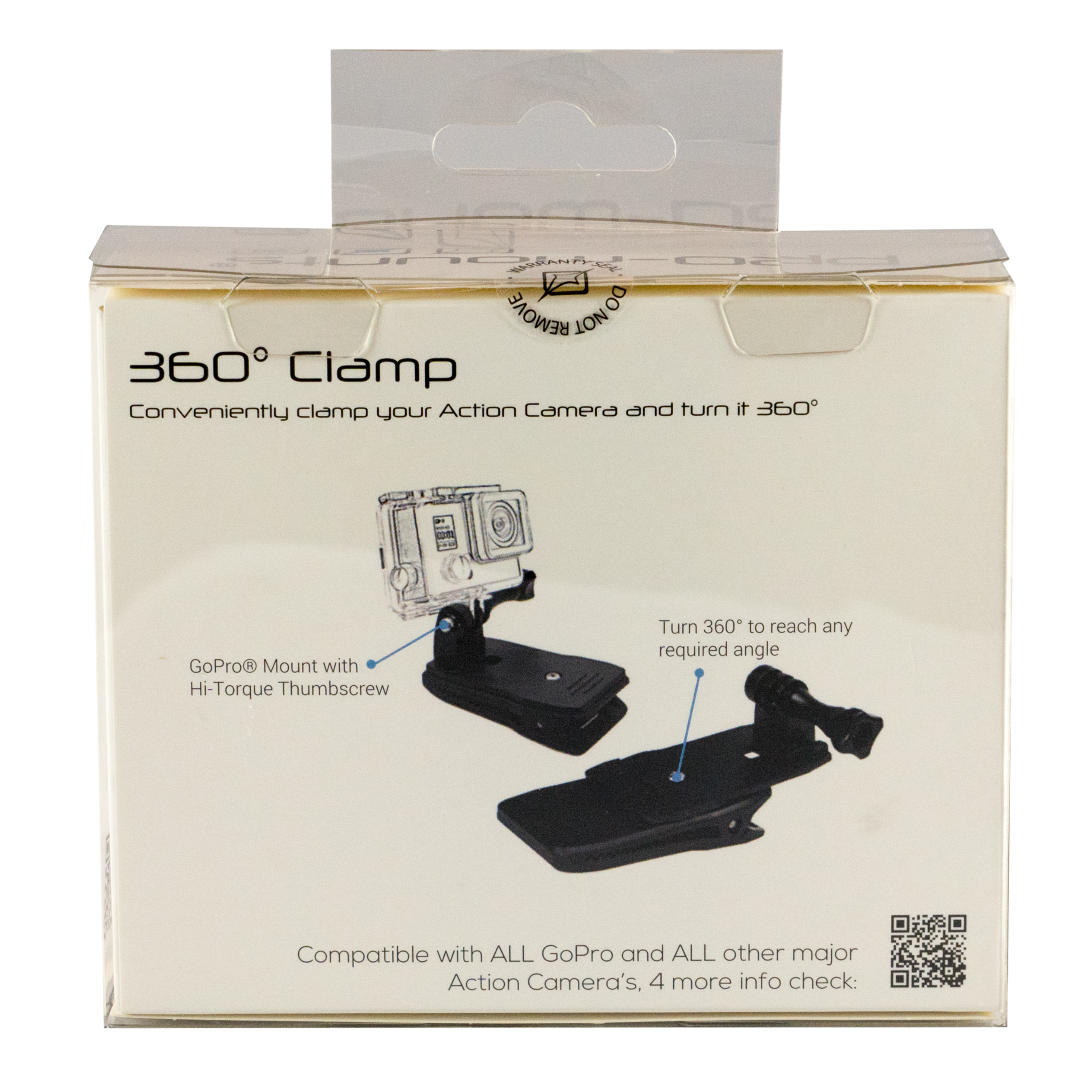 PRO-mounts
WARRANTY SEAL
DO NOT REMOVE
360° Clamp
Conveniently clamp your Action Camera and turn it 360°
GoPro® Mount with
Hi-Torque Thumbscrew
Turn 360° to reach any
required angle
Compatible with ALL GoPro and ALL other major
Action Camera's, 4 more info check: